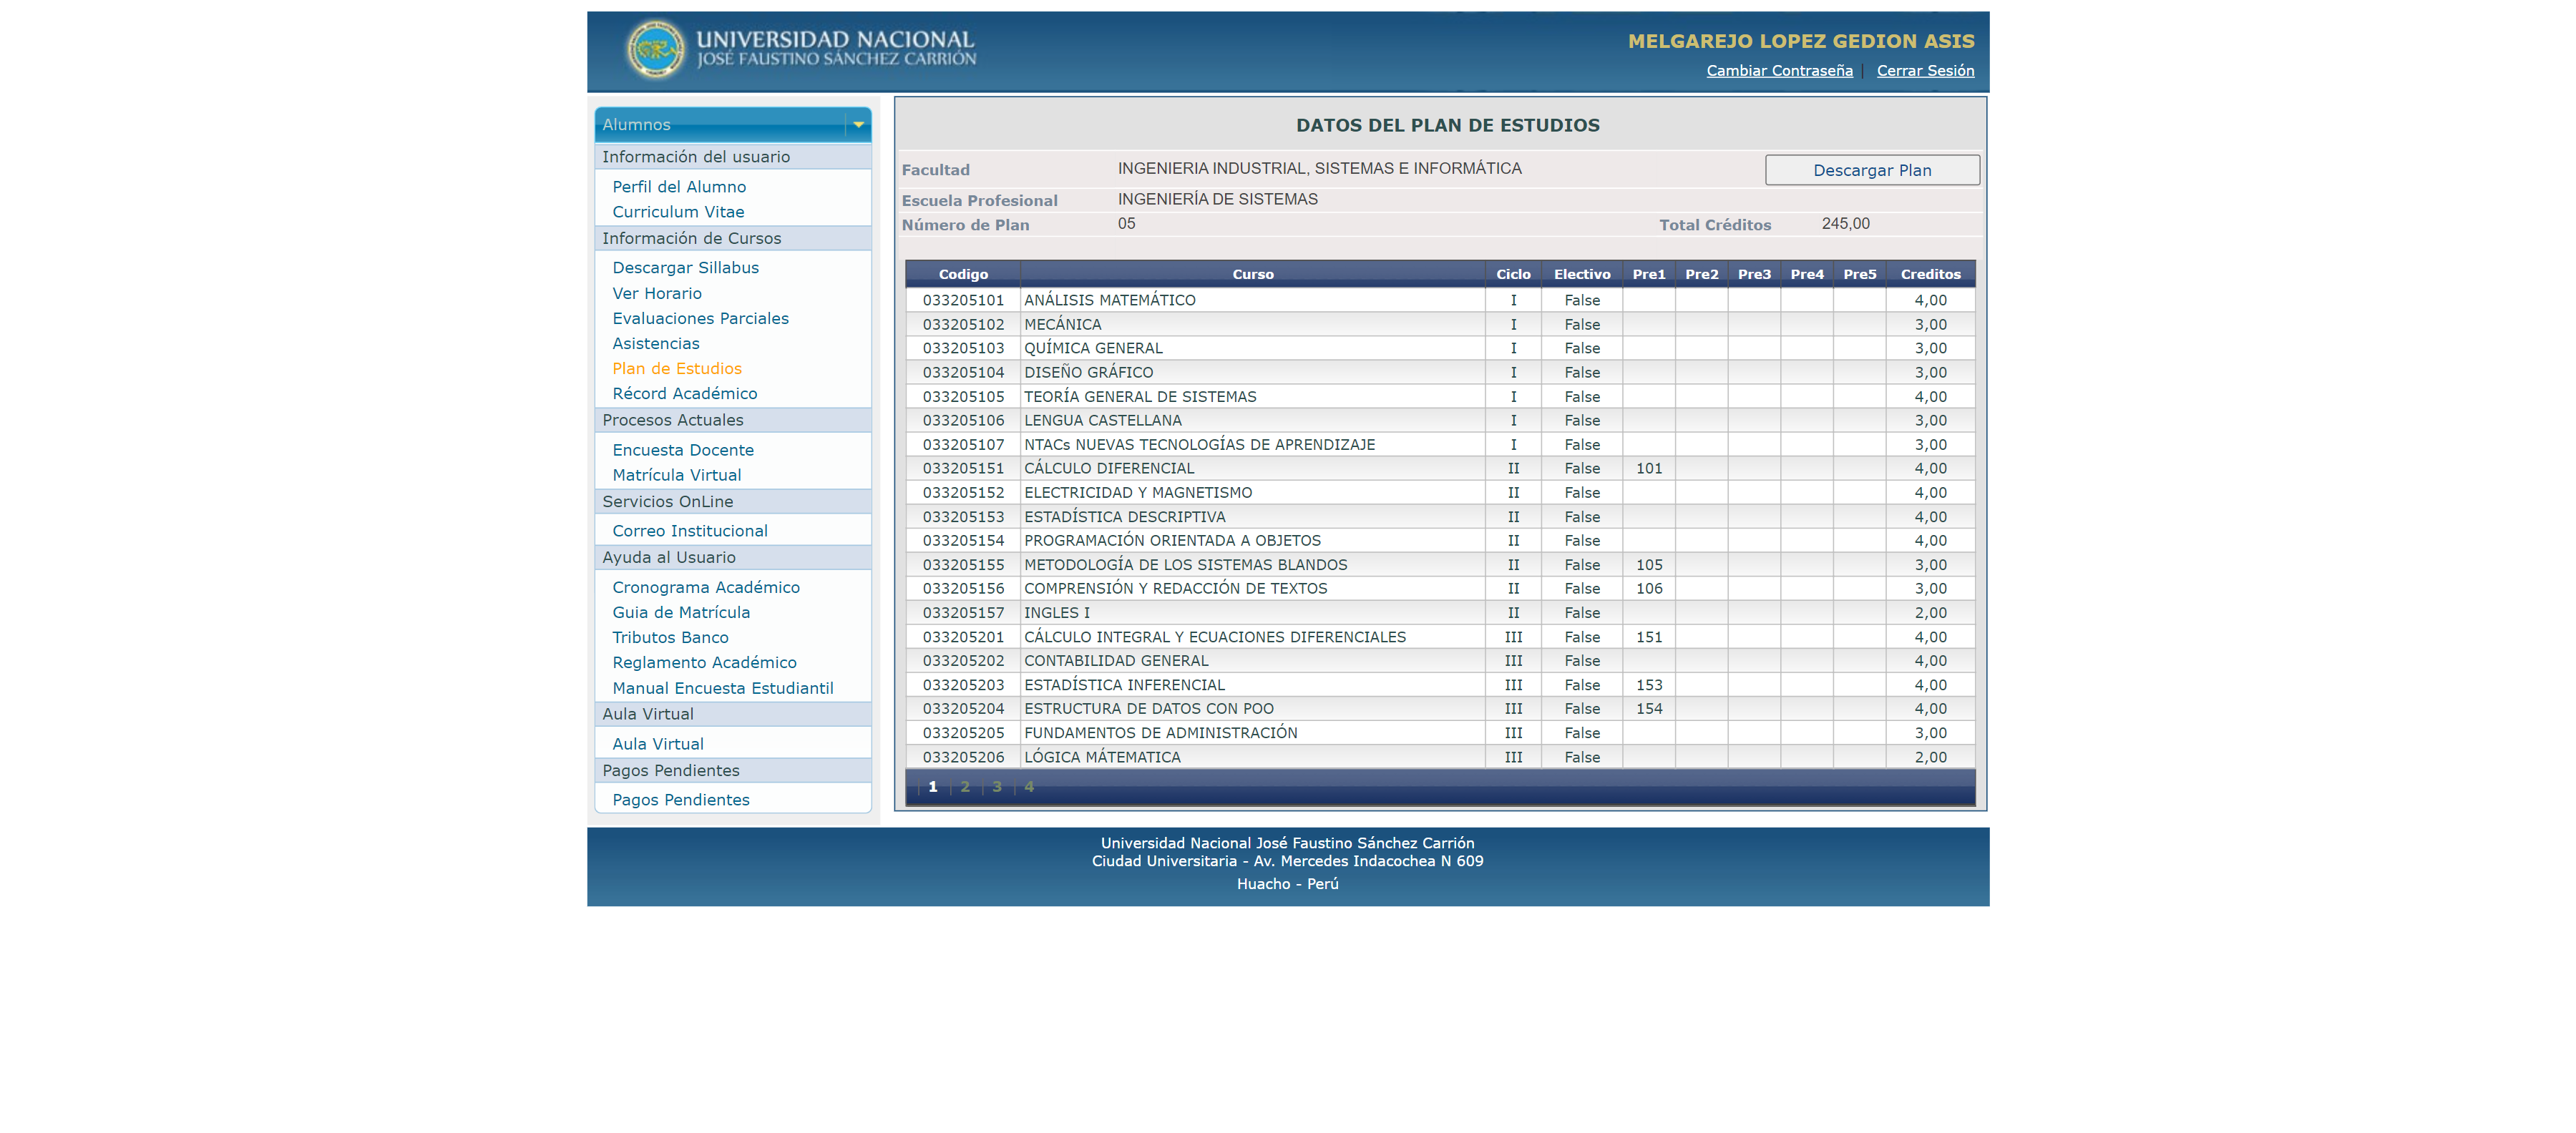 UNIVERSIDAD NACIONAL
JOSÉ FAUSTINO SÁNCHEZ CARRIÓN
MELGAREJO LOPEZ GEDION ASIS
Cambiar Contraseña | Cerrar Sesión
Alumnos
Información del usuario
Perfil del Alumno
Curriculum Vitae
Información de Cursos
Descargar Sillabus
Ver Horario
Evaluaciones Parciales
Asistencias
Plan de Estudios
Récord Académico
Procesos Actuales
Encuesta Docente
Matrícula Virtual
Servicios OnLine
Correo Institucional
Ayuda al Usuario
Cronograma Académico
Guia de Matrícula
Tributos Banco
Reglamento Académico
Manual Encuesta Estudiantil
Aula Virtual
Aula Virtual
Pagos Pendientes
Pagos Pendientes
DATOS DEL PLAN DE ESTUDIOS
Facultad INGENIERIA INDUSTRIAL, SISTEMAS E INFORMÁTICA Descargar Plan
Escuela Profesional INGENIERÍA DE SISTEMAS
Número de Plan 05 Total Créditos 245,00
Codigo Curso Ciclo Electivo Pre1 Pre2 Pre3 Pre4 Pre5 Creditos
033205101 ANÁLISIS MATEMÁTICO I False 4,00
033205102 MECÁNICA I False 3,00
033205103 QUÍMICA GENERAL I False 3,00
033205104 DISEÑO GRÁFICO I False 3,00
033205105 TEORÍA GENERAL DE SISTEMAS I False 4,00
033205106 LENGUA CASTELLANA I False 3,00
033205107 NTACs NUEVAS TECNOLOGÍAS DE APRENDIZAJE I False 3,00
033205151 CÁLCULO DIFERENCIAL II False 101 4,00
033205152 ELECTRICIDAD Y MAGNETISMO II False 4,00
033205153 ESTADÍSTICA DESCRIPTIVA II False 4,00
033205154 PROGRAMACIÓN ORIENTADA A OBJETOS II False 4,00
033205155 METODOLOGÍA DE LOS SISTEMAS BLANDOS II False 105 3,00
033205156 COMPRENSIÓN Y REDACCIÓN DE TEXTOS II False 106 3,00
033205157 INGLES I II False 2,00
033205201 CÁLCULO INTEGRAL Y ECUACIONES DIFERENCIALES III False 151 4,00
033205202 CONTABILIDAD GENERAL III False 4,00
033205203 ESTADÍSTICA INFERENCIAL III False 153 4,00
033205204 ESTRUCTURA DE DATOS CON POO III False 154 4,00
033205205 FUNDAMENTOS DE ADMINISTRACIÓN III False 3,00
033205206 LÓGICA MÁTEMATICA III False 2,00
| 1 | 2 | 3 | 4
Universidad Nacional José Faustino Sánchez Carrión
Ciudad Universitaria - Av. Mercedes Indacochea N 609
Huacho - Perú